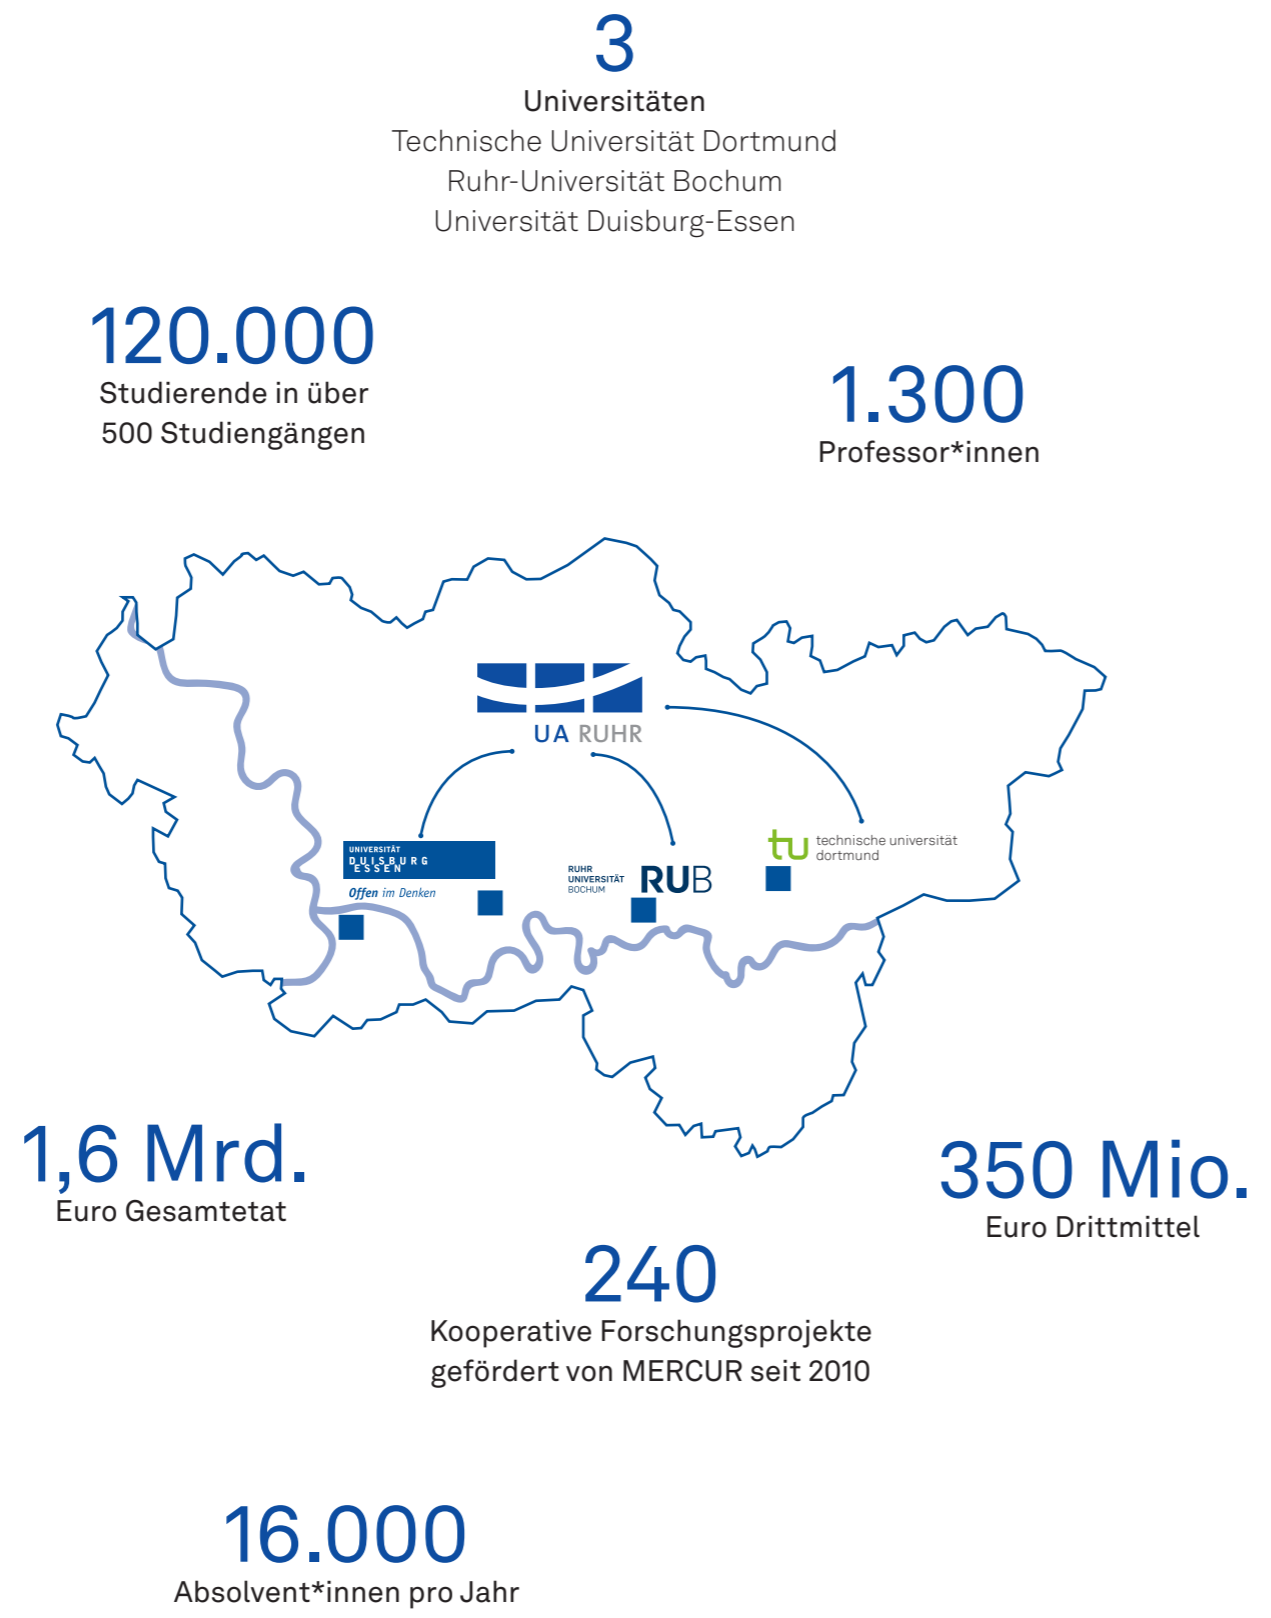 3
Universitäten
Technische Universität Dortmund
Ruhr-Universität Bochum
Universität Duisburg-Essen
120.000
Studierende in über
500 Studiengängen
1.300
Professor*innen
UA RUHR
UNIVERSITÄT
DUISBURG
ESSEN
Offen im Denken
RUHR
UNIVERSITÄT
BOCHUM
RUB
tu
technische universität
dortmund
1,6 Mrd.
Euro Gesamtetat
350 Mio.
Euro Drittmittel
240
Kooperative Forschungsprojekte
gefördert von MERCUR seit 2010
16.000
Absolvent*innen pro Jahr